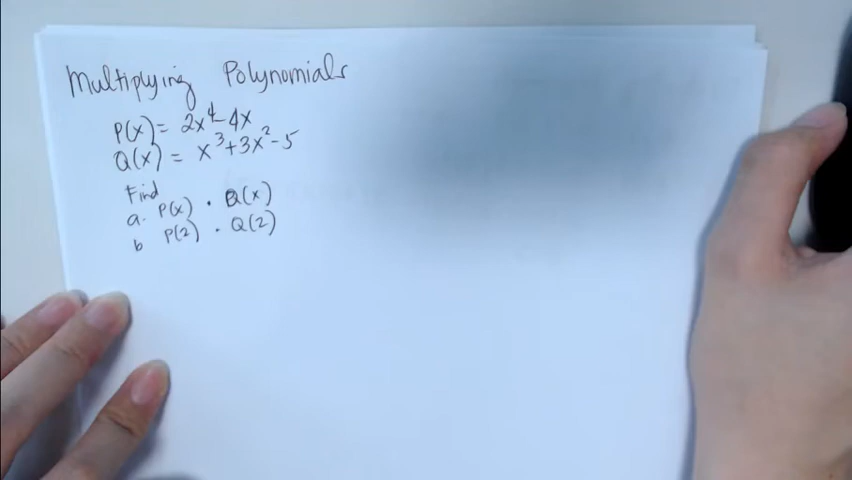 Multiplying Polynomials
P(x) = 2x⁴-4x
Q(x) = x³+3x²-5
Find
a. P(x) · Q(x)
b P(2) · Q(2)